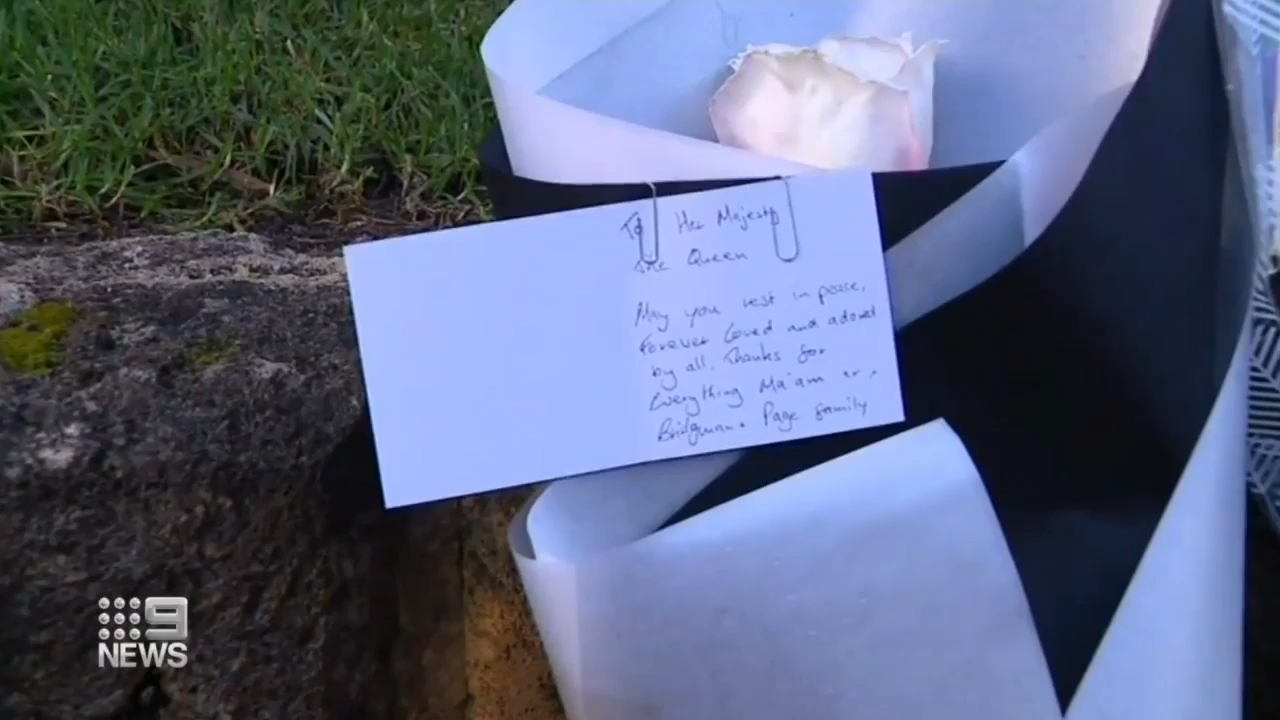 To Her Majesty
The Queen
May you rest in peace,
Forever loved and adored
by all. Thanks for
Everything Ma'am
Bridgman + Page family
9
NEWS